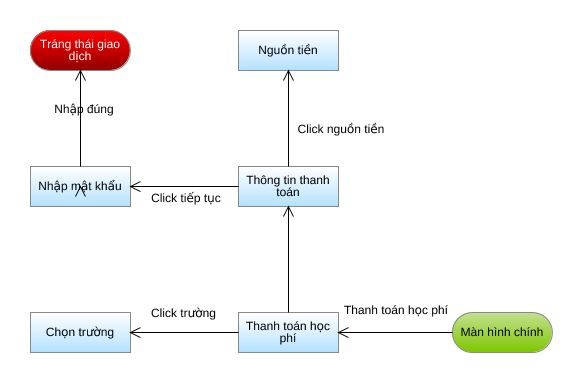 Tráng thái giao
dịch
Nguồn tiền
Nhập đúng
Click nguồn tiền
Nhập mật khẩu
Thông tin thanh
toán
Click tiếp tục
Click trường
Thanh toán học phí
Chọn trường
Thanh toán học
phí
Màn hình chính